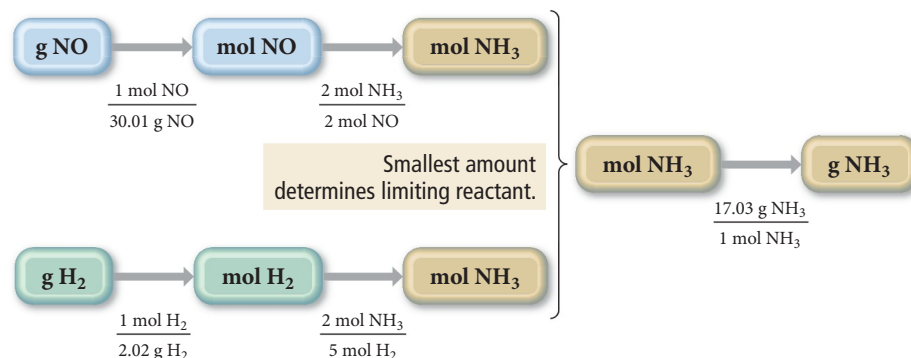 g NO
mol NO
mol NH₃
1 mol NO
30.01 g NO
2 mol NH₃
2 mol NO
Smallest amount
determines limiting reactant.
mol NH₃
g NH₃
17.03 g NH₃
1 mol NH₃
g H₂
mol H₂
mol NH₃
1 mol H₂
2.02 g H₂
2 mol NH₃
5 mol H₂